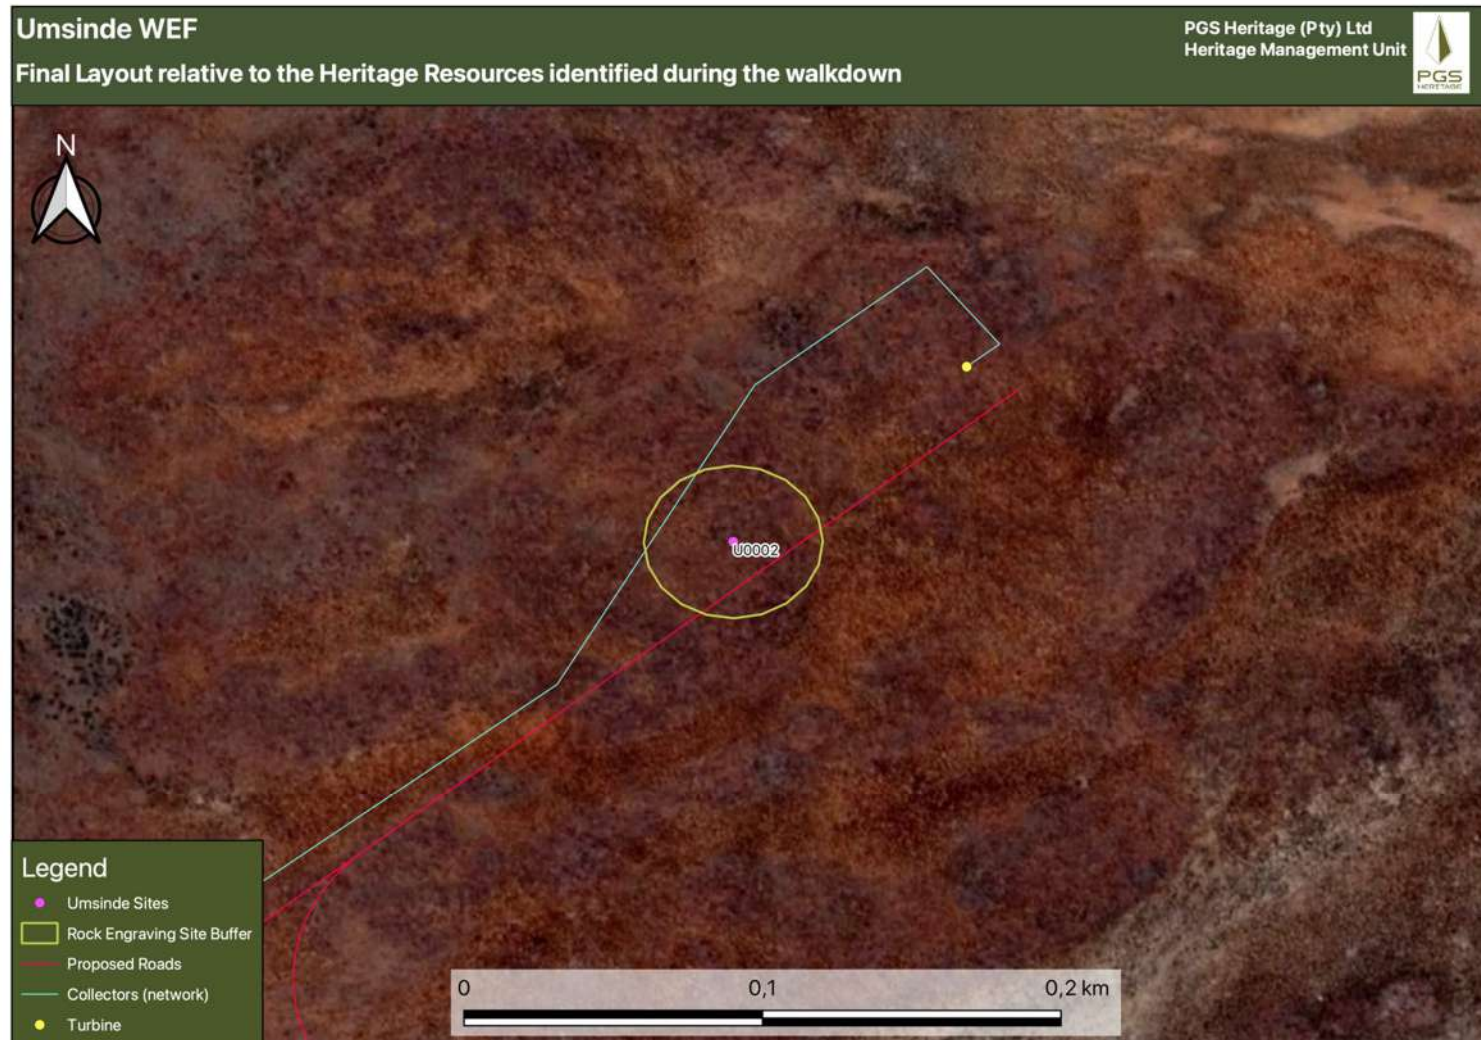 Umsinde WEF
Final Layout relative to the Heritage Resources identified during the walkdown
PGS Heritage (Pty) Ltd
Heritage Management Unit
PGS
HERITAGE
N
U0002
Legend
Umsinde Sites
Rock Engraving Site Buffer
Proposed Roads
Collectors (network)
Turbine
0 0,1 0,2 km